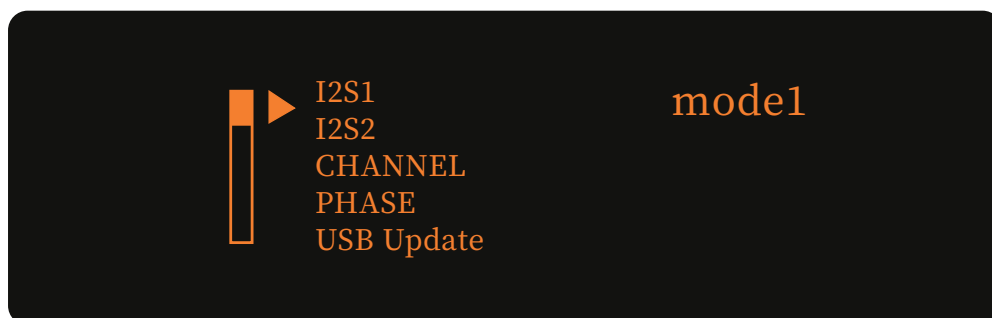 I2S1
mode1
I2S2
CHANNEL
PHASE
USB Update